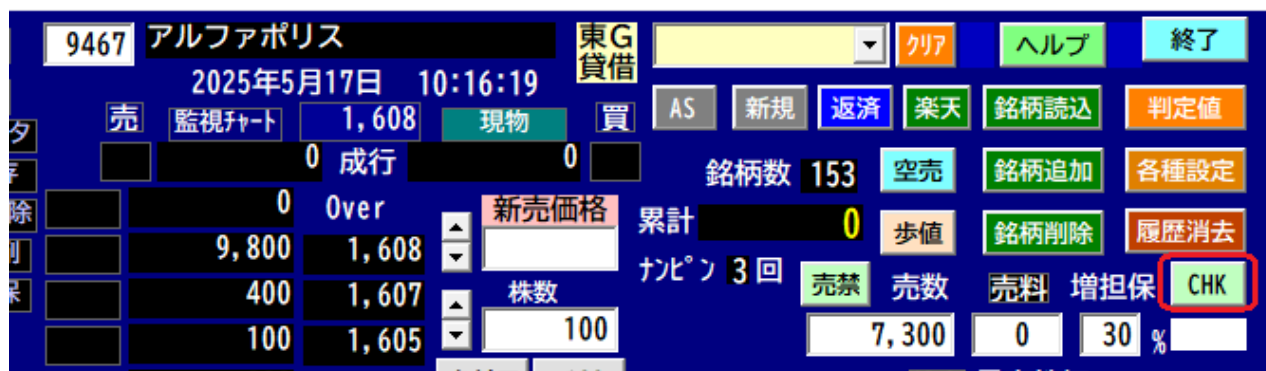 9467 アルファポリス 東G クリア ヘルプ 終了
2025年5月17日 10:16:19 貸借
売 監視ﾁｬｰﾄ 1,608 現物 買 AS 新規 返済 楽天 銘柄読込 判定値
タ
0 成行 0 銘柄数 153 空売 銘柄追加 各種設定
除 0 Over 新売価格 累計 0 歩値 銘柄削除 履歴消去
9,800 1,608 ﾅﾝﾋﾟﾝ 3 回 売禁 売数 売料 増担保 CHK
400 1,607 株数
100 1,605 100 7,300 0 30 %